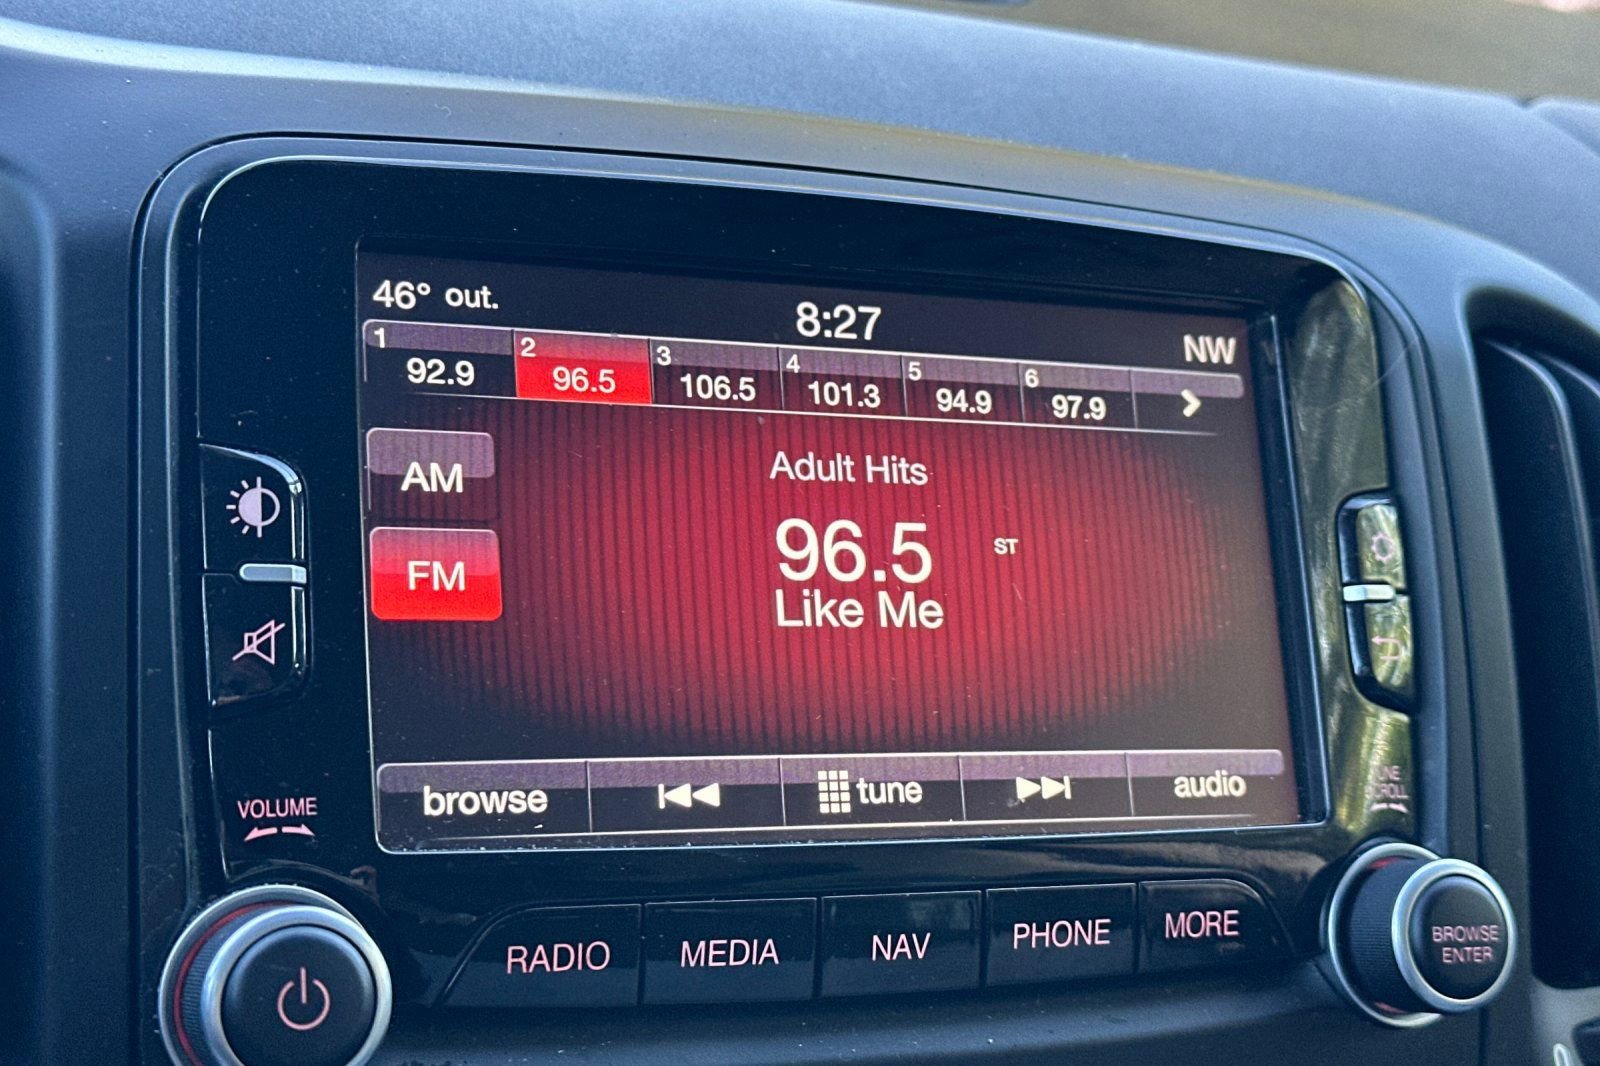 46° out.
8:27
NW
1 2 3 4 5 6
92.9 96.5 106.5 101.3 94.9 97.9
AM
Adult Hits
FM
96.5 ST
Like Me
browse tune audio
VOLUME
TUNE
SCROLL
RADIO MEDIA NAV PHONE MORE
BROWSE
ENTER